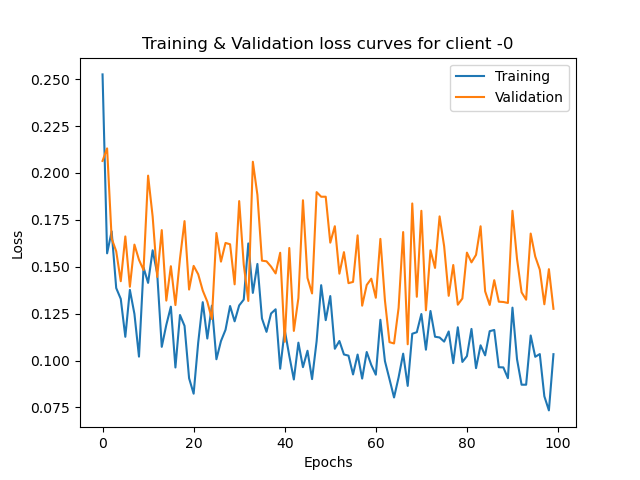 Training & Validation loss curves for client -0
Training
Validation
0.250
0.225
0.200
0.175
0.150
0.125
0.100
0.075
Loss
0
20
40
60
80
100
Epochs